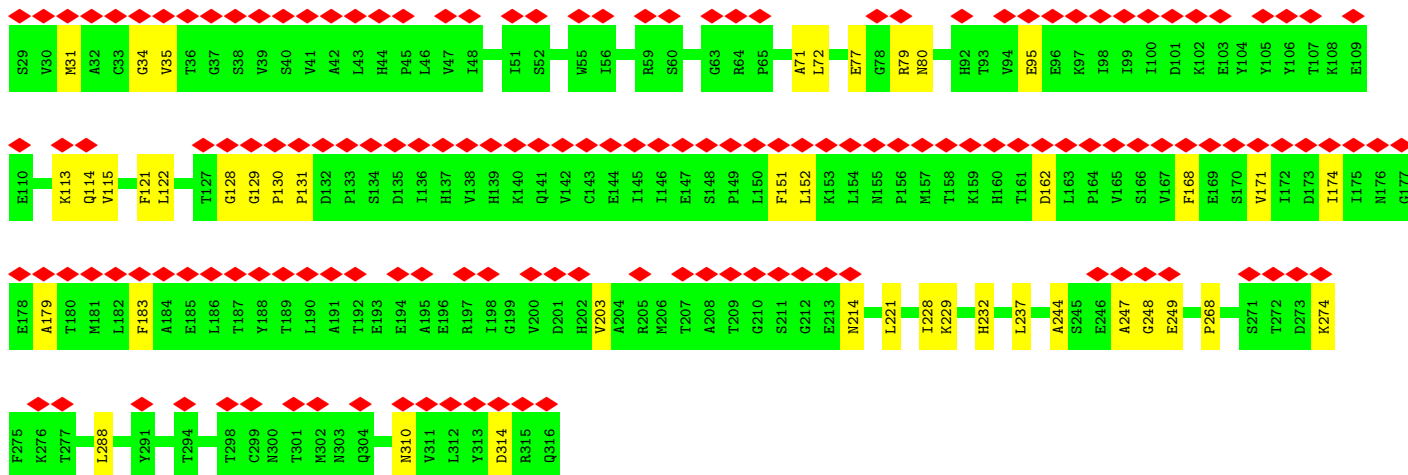 S29 V30 M31 A32 C33 G34 V35 T36 G37 S38 V39 S40 V41 A42 L43 H44 P45 L46 V47 I48 I51 S52 W55 I56 R59 S60 G63 R64 P65 A71 L72 E77 G78 R79 N80 H92 T93 V94 E95 E96 K97 I98 I99 I100 D101 K102 E103 Y104 Y105 Y106 T107 K108 E109
E110 K113 Q114 V115 F121 L122 T127 G128 G129 P130 P131 D132 P133 S134 D135 I136 H137 V138 H139 K140 Q141 V142 C143 E144 I145 I146 E147 S148 P149 L150 F151 L152 K153 L154 N155 P156 M157 T158 K159 H160 T161 D162 L163 P164 V165 S166 V167 F168 E169 S170 V171 I172 D173 I174 I175 N176 G177
E178 A179 T180 M181 L182 F183 A184 E185 L186 T187 Y188 T189 L190 A191 T192 E193 E194 A195 E196 R197 I198 G199 V200 D201 H202 V203 A204 R205 M206 T207 A208 T209 G210 S211 G212 E213 N214 L221 I228 K229 H232 L237 A244 S245 E246 A247 G248 E249 P268 S271 T272 D273 K274
F275 K276 T277 L288 Y291 T294 T298 C299 N300 T301 M302 N303 Q304 N310 V311 L312 Y313 D314 R315 Q316